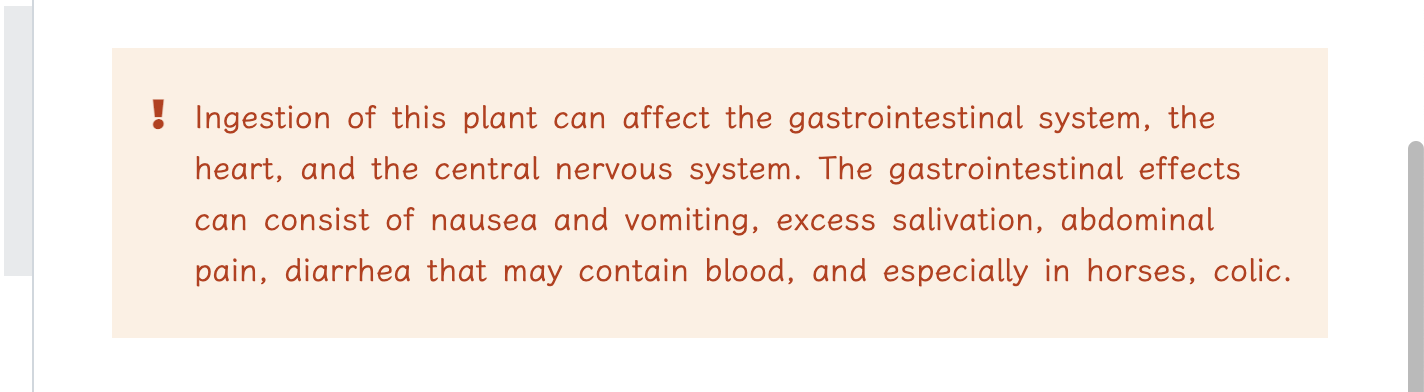 ! Ingestion of this plant can affect the gastrointestinal system, the
heart, and the central nervous system. The gastrointestinal effects
can consist of nausea and vomiting, excess salivation, abdominal
pain, diarrhea that may contain blood, and especially in horses, colic.